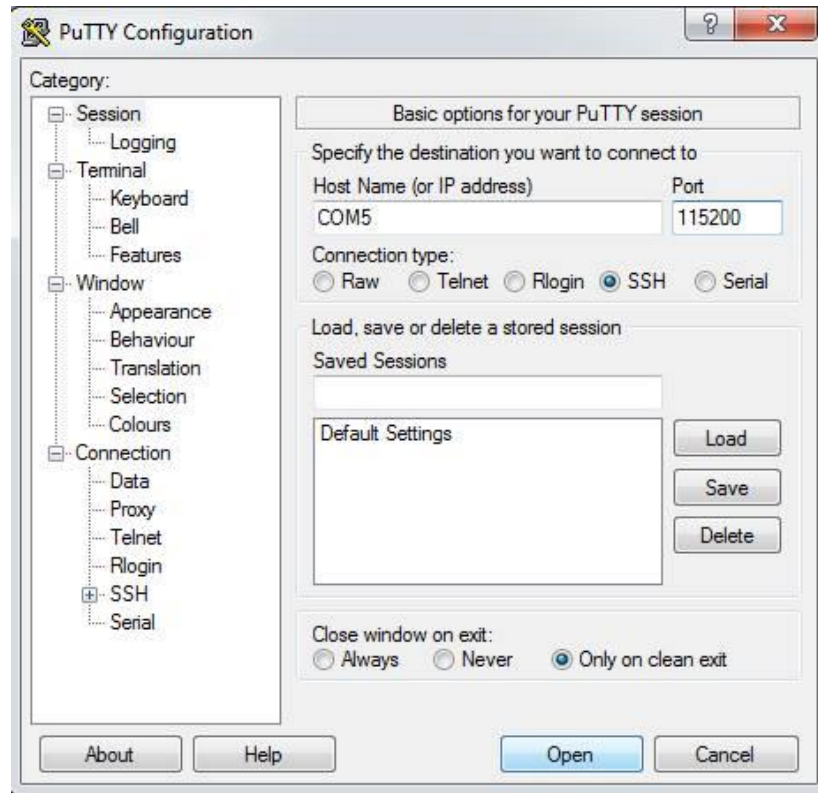 PuTTY Configuration
?
X
Category:
Session
Logging
Terminal
Keyboard
Bell
Features
Window
Appearance
Behaviour
Translation
Selection
Colours
Connection
Data
Proxy
Telnet
Rlogin
SSH
Serial
Basic options for your PuTTY session
Specify the destination you want to connect to
Host Name (or IP address) Port
COM5 115200
Connection type:
Raw Telnet Rlogin SSH Serial
Load, save or delete a stored session
Saved Sessions
Default Settings
Load
Save
Delete
Close window on exit:
Always Never Only on clean exit
About Help Open Cancel